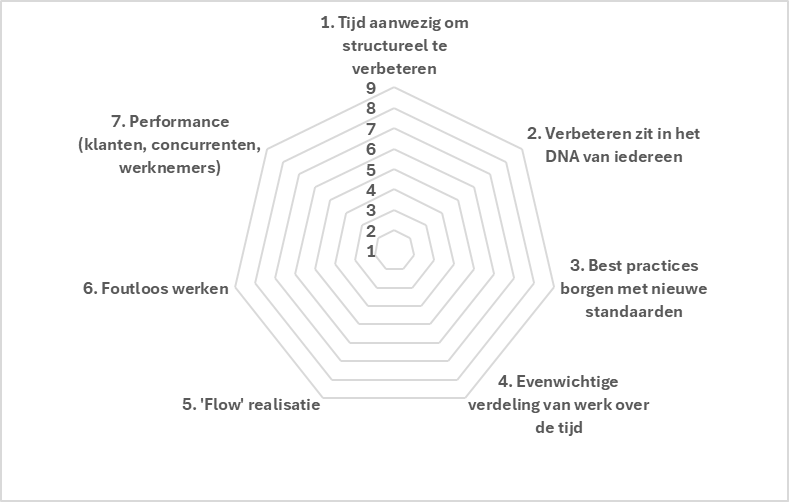 1. Tijd aanwezig om
structureel te
verbeteren
9
8
7
6
5
4
3
2
1
2. Verbeteren zit in het
DNA van iedereen
3. Best practices
borgen met nieuwe
standaarden
4. Evenwichtige
verdeling van werk over
de tijd
5. 'Flow' realisatie
6. Foutloos werken
7. Performance
(klanten, concurrenten,
werknemers)